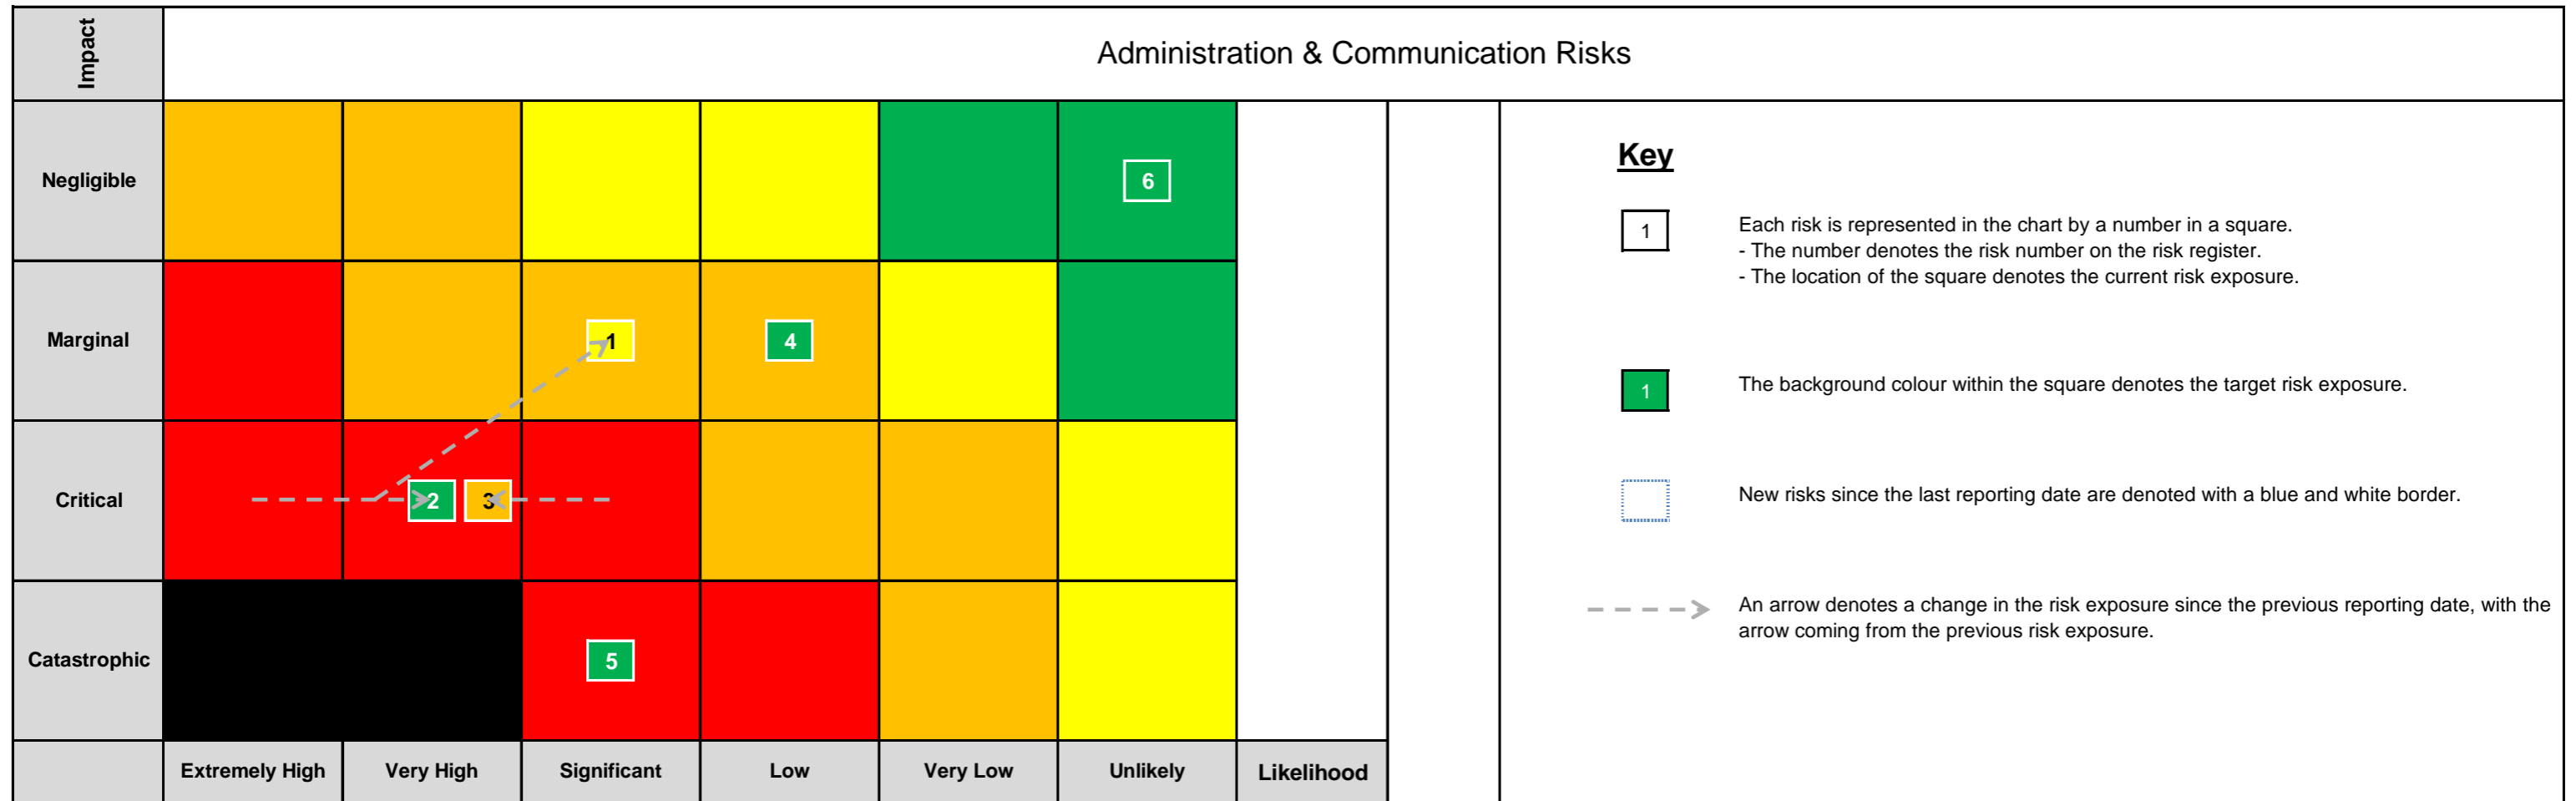 Impact
Administration & Communication Risks
Negligible
6
Marginal
1
4
Critical
2
3
Catastrophic
5
Extremely High
Very High
Significant
Low
Very Low
Unlikely
Likelihood
Key
1
Each risk is represented in the chart by a number in a square.
- The number denotes the risk number on the risk register.
- The location of the square denotes the current risk exposure.
1
The background colour within the square denotes the target risk exposure.
New risks since the last reporting date are denoted with a blue and white border.
An arrow denotes a change in the risk exposure since the previous reporting date, with the
arrow coming from the previous risk exposure.